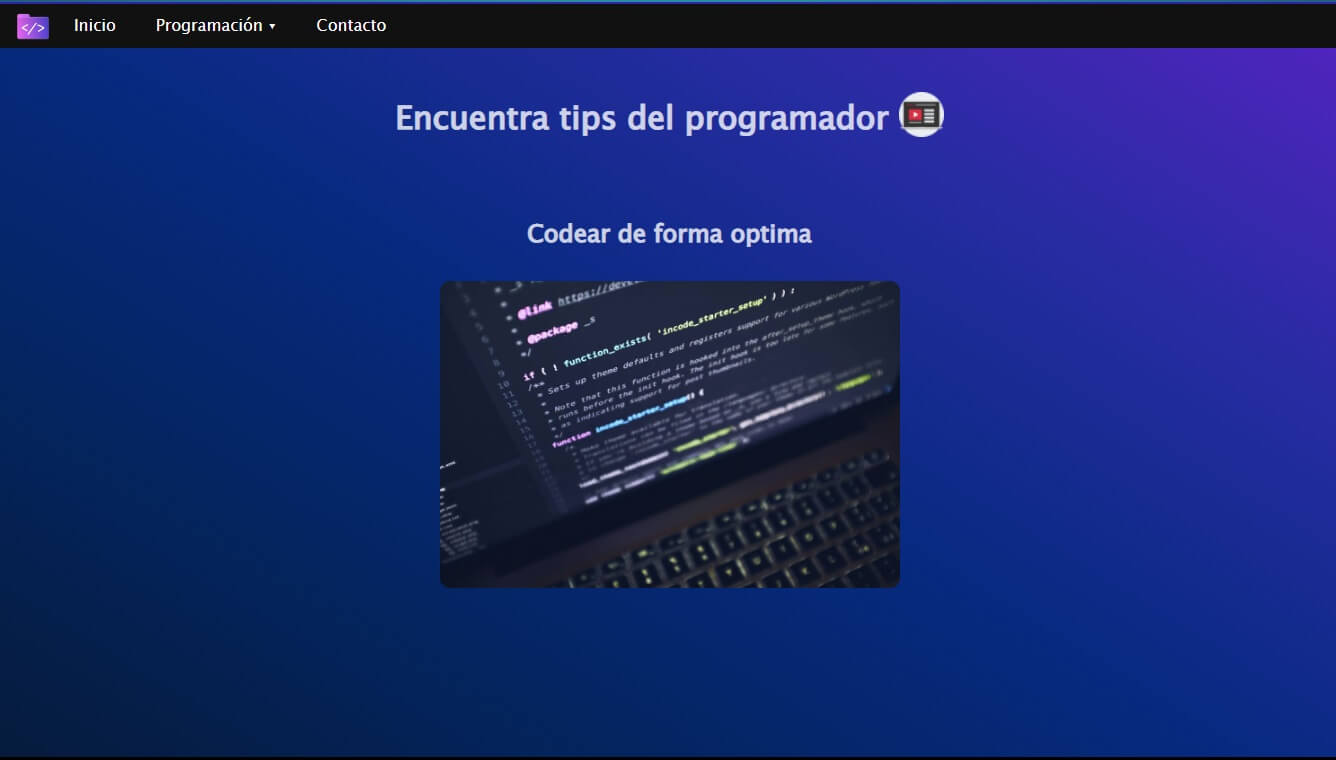 </>
Inicio
Programación ▾
Contacto
Encuentra tips del programador
Codear de forma optima
* @link https://deve
* @package _s
*/
if ( ! function_exists( 'incode_starter_setup' ) ) :
/**
* Sets up theme defaults and registers support for various WordPress
*
* Note that this function is hooked into the after_setup_theme hook, which
* runs before the init hook. The init hook is too late for some features, such
* as indicating support for post thumbnails.
*/
function incode_starter_setup() {